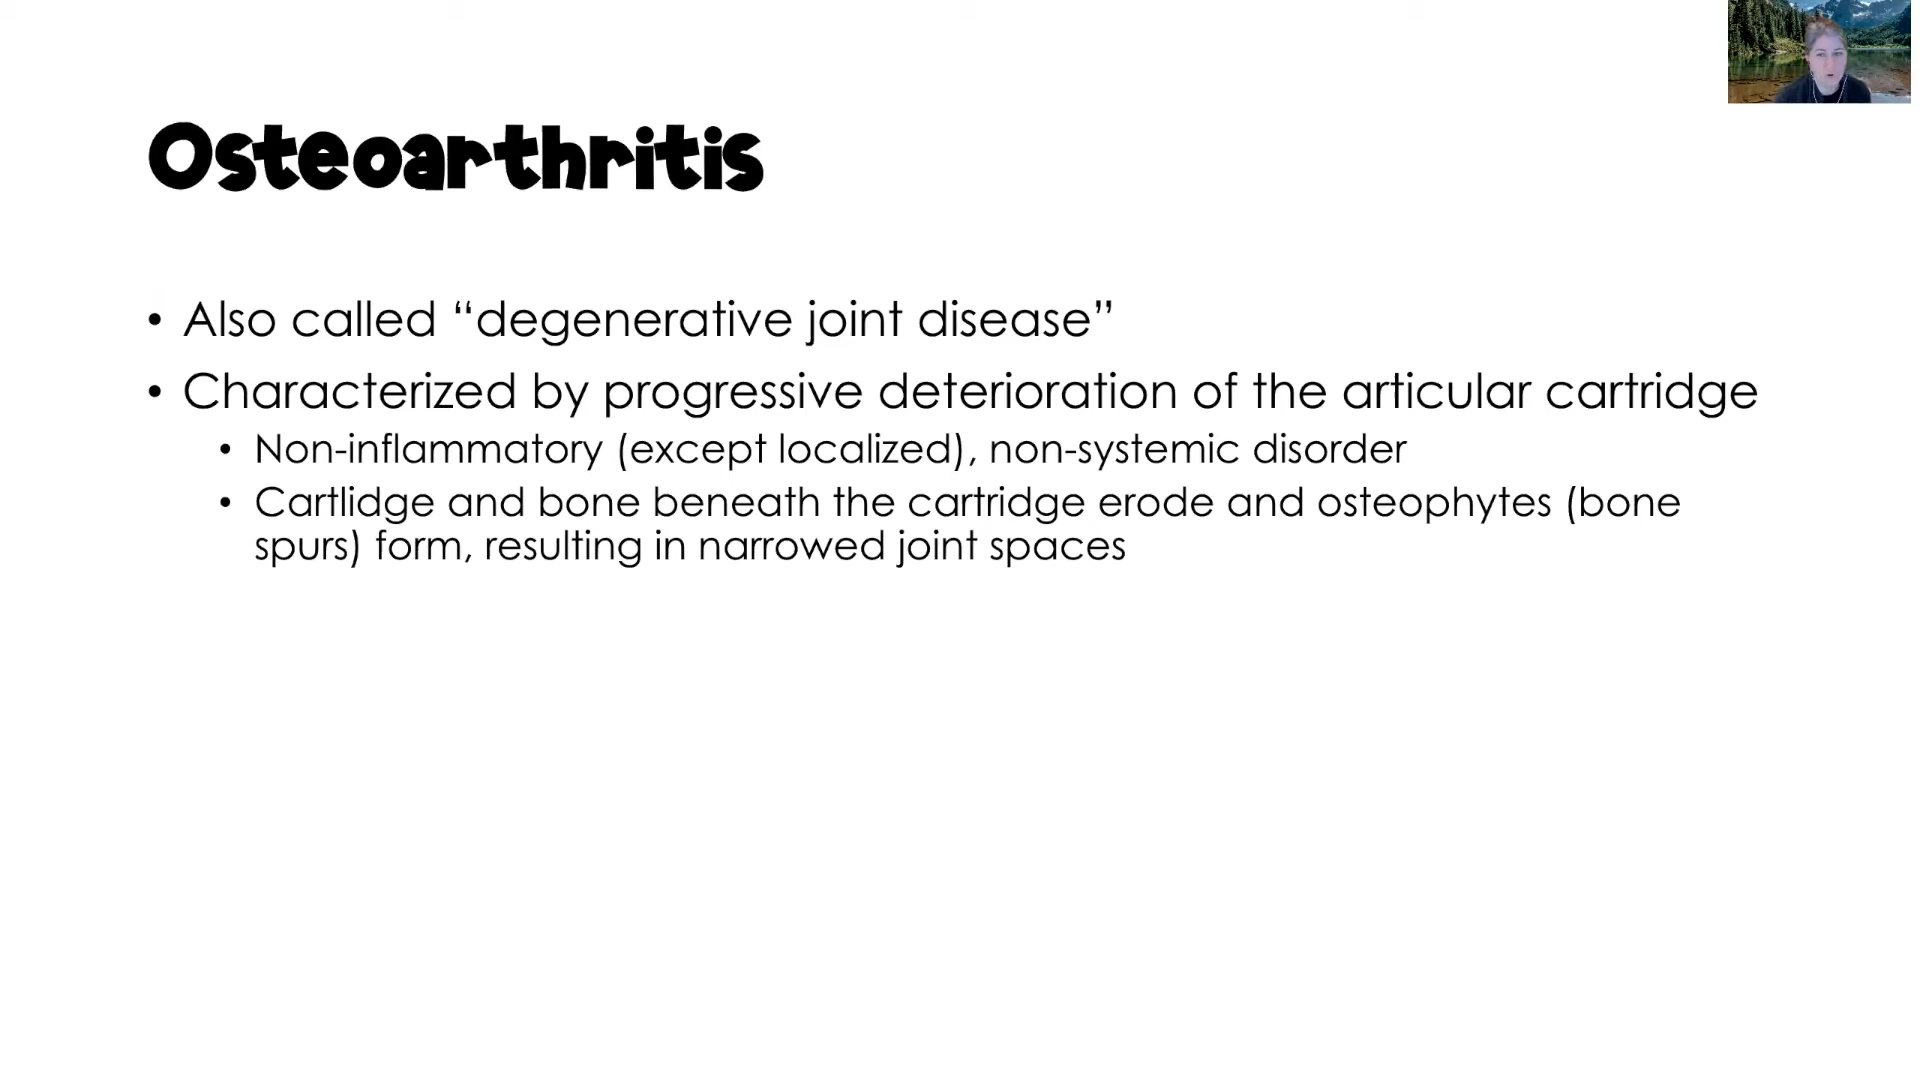 Osteoarthritis
• Also called “degenerative joint disease”
• Characterized by progressive deterioration of the articular cartridge
• Non-inflammatory (except localized), non-systemic disorder
• Cartlidge and bone beneath the cartridge erode and osteophytes (bone
spurs) form, resulting in narrowed joint spaces